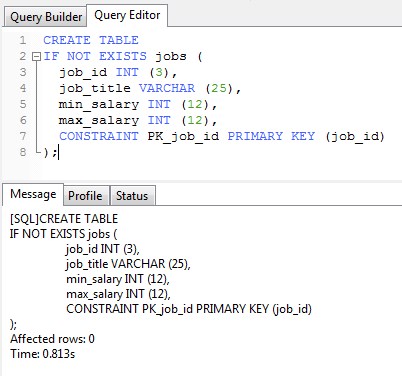 Query Builder Query Editor
1 CREATE TABLE
2 IF NOT EXISTS jobs (
3 job_id INT (3),
4 job_title VARCHAR (25),
5 min_salary INT (12),
6 max_salary INT (12),
7 CONSTRAINT PK_job_id PRIMARY KEY (job_id)
8 );
Message Profile Status
[SQL]CREATE TABLE
IF NOT EXISTS jobs (
job_id INT (3),
job_title VARCHAR (25),
min_salary INT (12),
max_salary INT (12),
CONSTRAINT PK_job_id PRIMARY KEY (job_id)
);
Affected rows: 0
Time: 0.813s